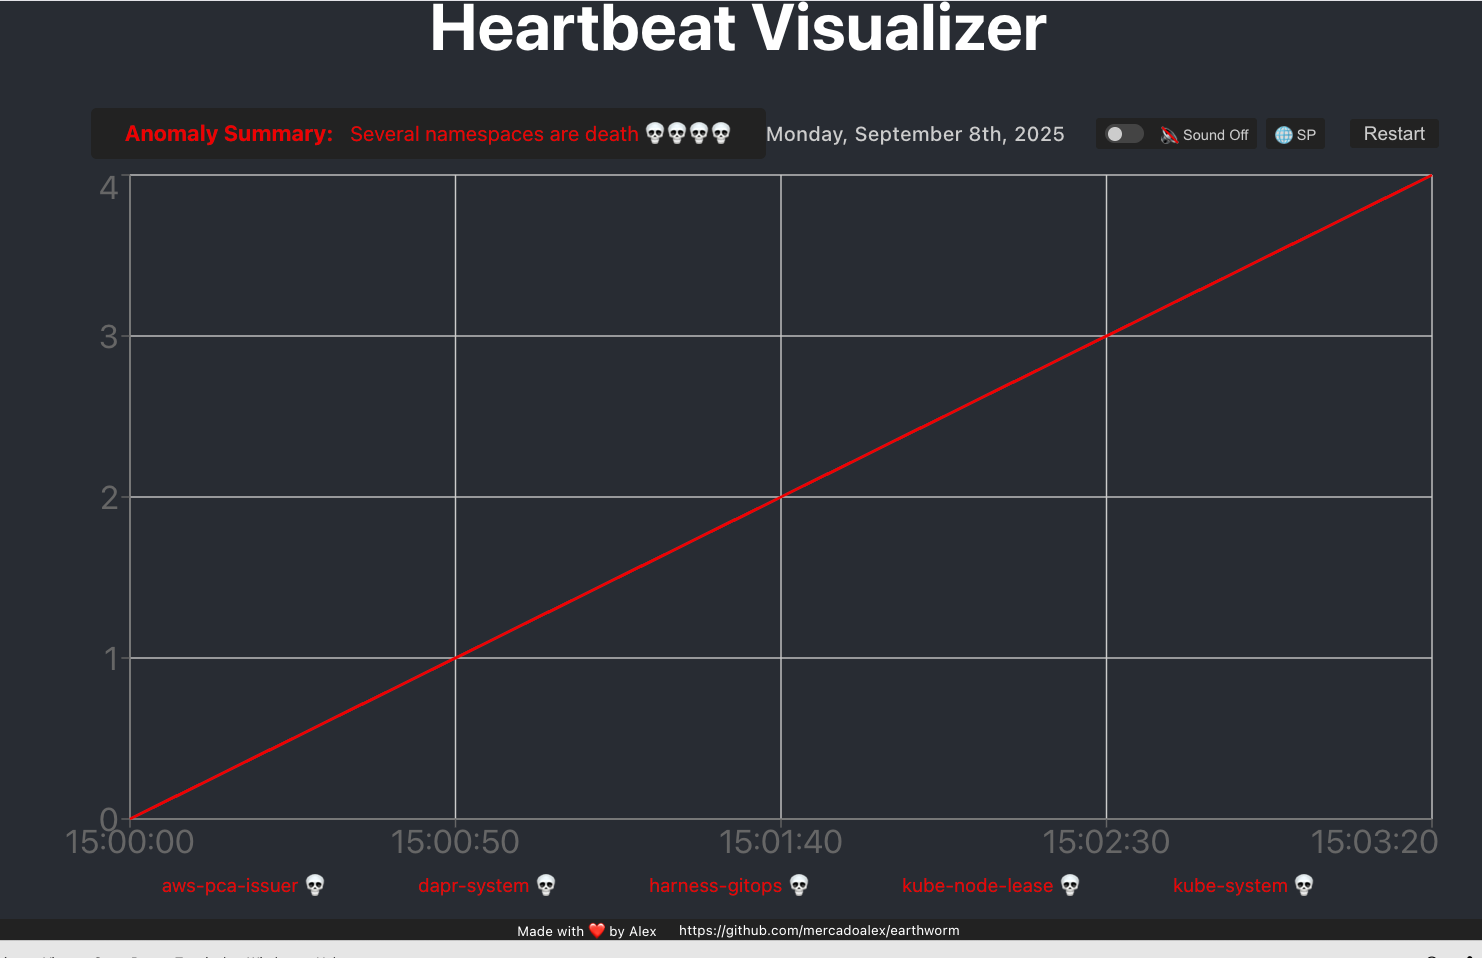 Heartbeat Visualizer
Anomaly Summary: Several namespaces are death 💀💀💀💀 Monday, September 8th, 2025 Sound Off 🌐 SP Restart
4
3
2
1
0
15:00:00 15:00:50 15:01:40 15:02:30 15:03:20
aws-pca-issuer 💀 dapr-system 💀 harness-gitops 💀 kube-node-lease 💀 kube-system 💀
Made with ❤️ by Alex https://github.com/mercadoalex/earthworm